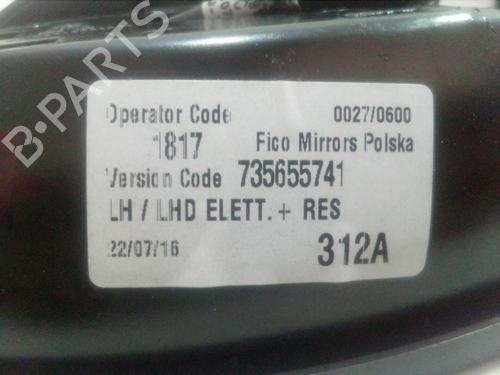 B-PARTS
Operator Code 0027/0600
1817 Fico Mirrors Polska
Version Code 735655741
LH / LHD ELETT.+ RES
22/07/16 312A